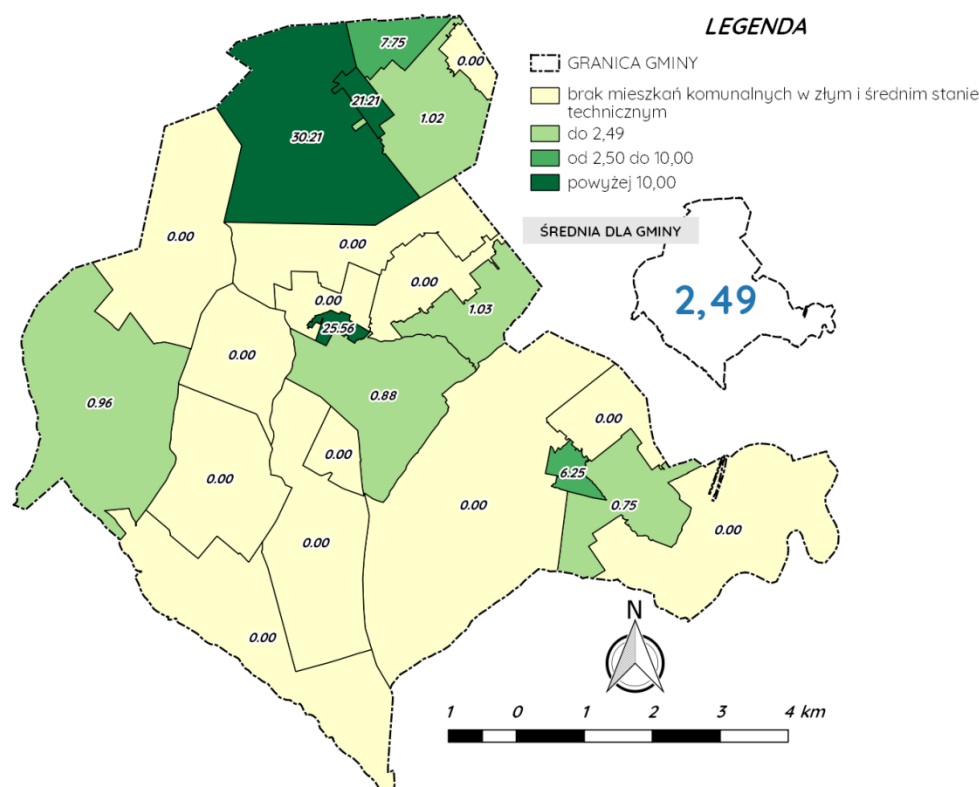 LEGENDA
GRANICA GMINY
brak mieszkań komunalnych w złym i średnim stanie
technicznym
do 2,49
od 2,50 do 10,00
powyżej 10,00
ŚREDNIA DLA GMINY
2,49
7.75
0.00
21.21
1.02
30.21
0.00
0.00
0.00
0.00
1.03
25.56
0.00
0.88
0.96
0.00
0.00
0.00
6.25
0.00
0.75
0.00
0.00
0.00
N
1 0 1 2 3 4 km